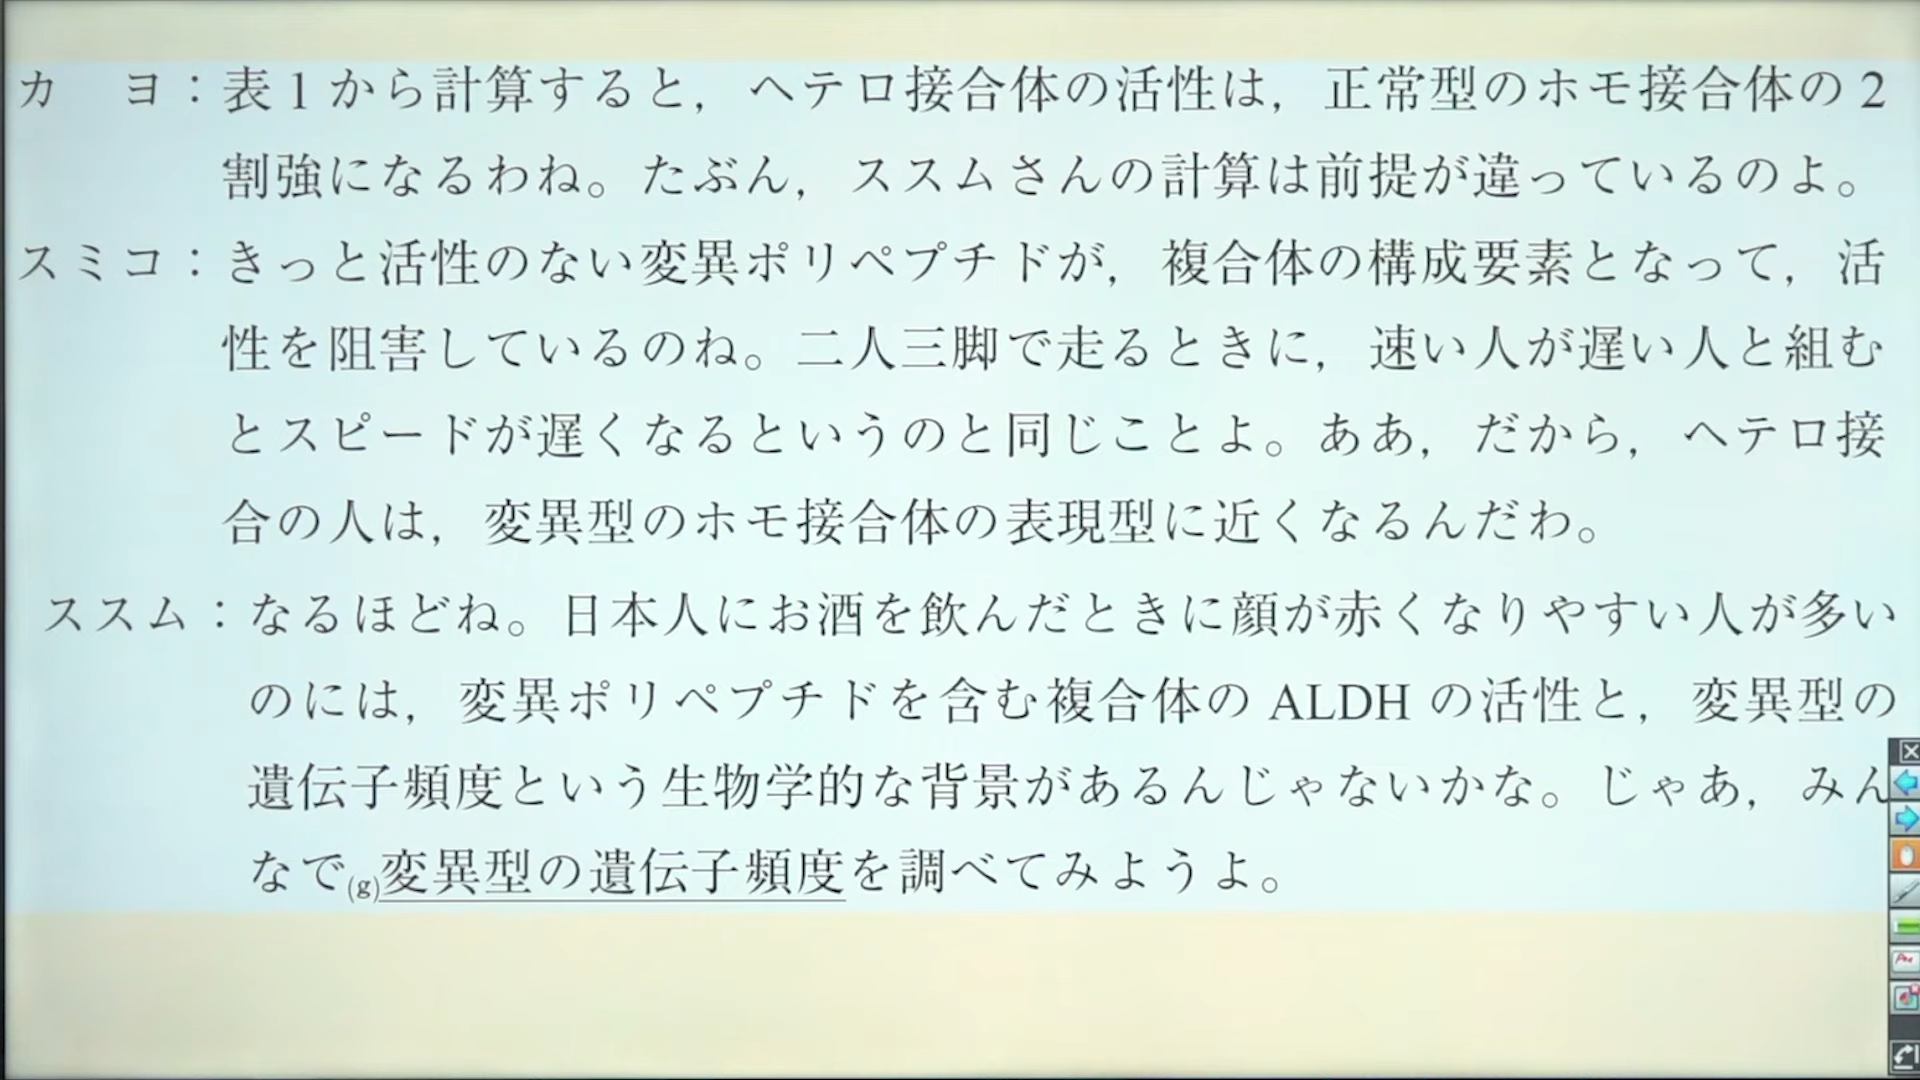 カ　ヨ：表1から計算すると，ヘテロ接合体の活性は，正常型のホモ接合体の2
割強になるわね。たぶん，ススムさんの計算は前提が違っているのよ。
スミコ：きっと活性のない変異ポリペプチドが，複合体の構成要素となって，活
性を阻害しているのね。二人三脚で走るときに，速い人が遅い人と組む
とスピードが遅くなるというのと同じことよ。ああ，だから，ヘテロ接
合の人は，変異型のホモ接合体の表現型に近くなるんだわ。
ススム：なるほどね。日本人にお酒を飲んだときに顔が赤くなりやすい人が多い
のには，変異ポリペプチドを含む複合体のALDHの活性と，変異型の
遺伝子頻度という生物学的な背景があるんじゃないかな。じゃあ，みん
なで(g)変異型の遺伝子頻度を調べてみようよ。